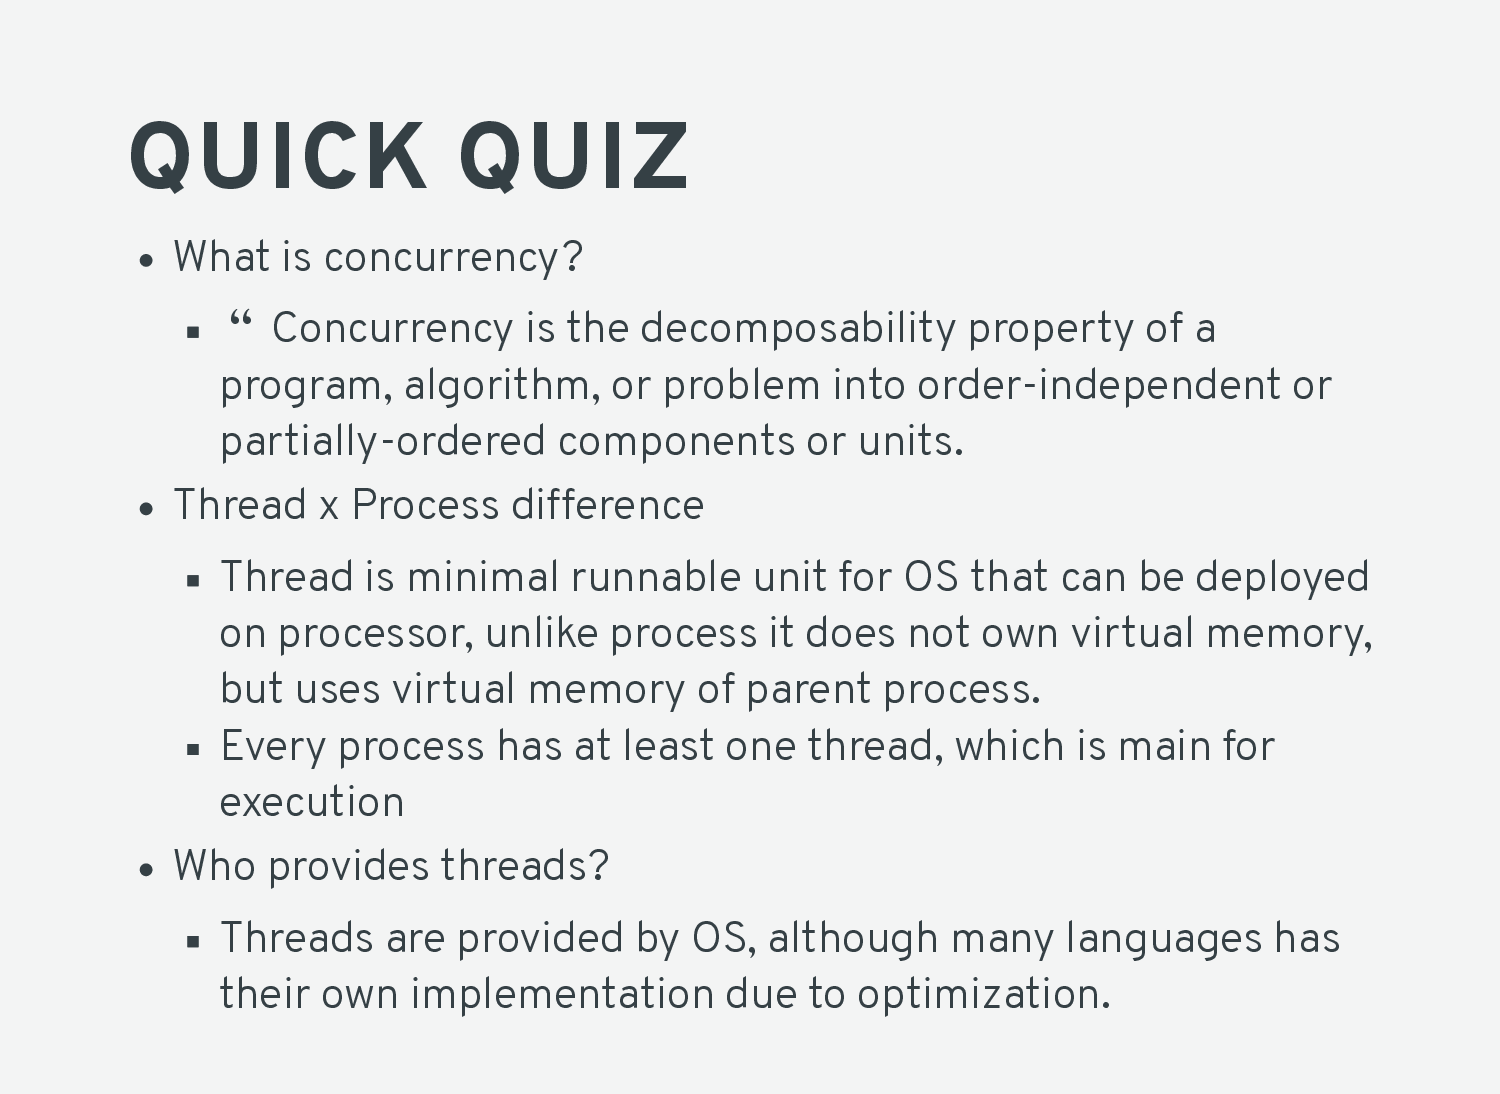 QUICK QUIZ
• What is concurrency?
▪ “ Concurrency is the decomposability property of a
program, algorithm, or problem into order-independent or
partially-ordered components or units.
• Thread x Process difference
▪ Thread is minimal runnable unit for OS that can be deployed
on processor, unlike process it does not own virtual memory,
but uses virtual memory of parent process.
▪ Every process has at least one thread, which is main for
execution
• Who provides threads?
▪ Threads are provided by OS, although many languages has
their own implementation due to optimization.